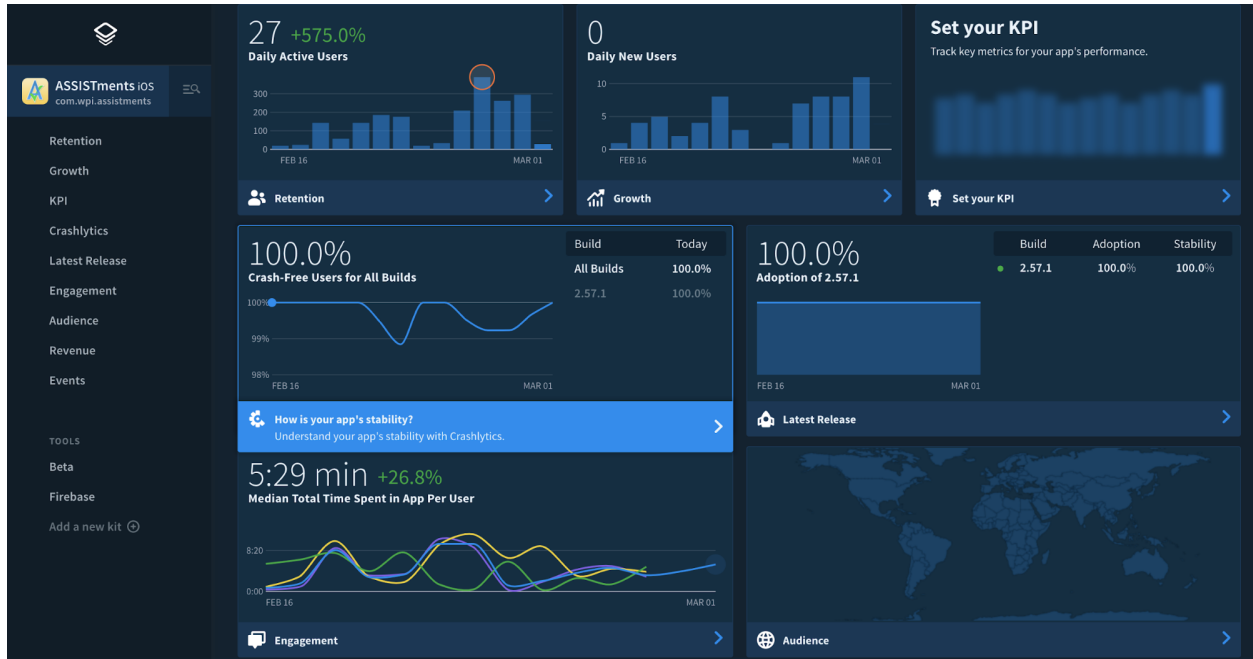 ASSISTments iOS
com.wpi.assistments
Retention
Growth
KPI
Crashlytics
Latest Release
Engagement
Audience
Revenue
Events
TOOLS
Beta
Firebase
Add a new kit
27 +575.0%
Daily Active Users
300
200
100
0
FEB 16 MAR 01
Retention
0
Daily New Users
10
5
0
FEB 16 MAR 01
Growth
Set your KPI
Track key metrics for your app's performance.
Set your KPI
100.0%
Crash-Free Users for All Builds
100%
99%
98%
FEB 16 MAR 01
Build Today
All Builds 100.0%
2.57.1 100.0%
How is your app's stability?
Understand your app's stability with Crashlytics.
100.0%
Adoption of 2.57.1
FEB 16 MAR 01
Build Adoption Stability
2.57.1 100.0% 100.0%
Latest Release
5:29 min +26.8%
Median Total Time Spent in App Per User
8:20
0:00
FEB 16 MAR 01
Engagement
Audience